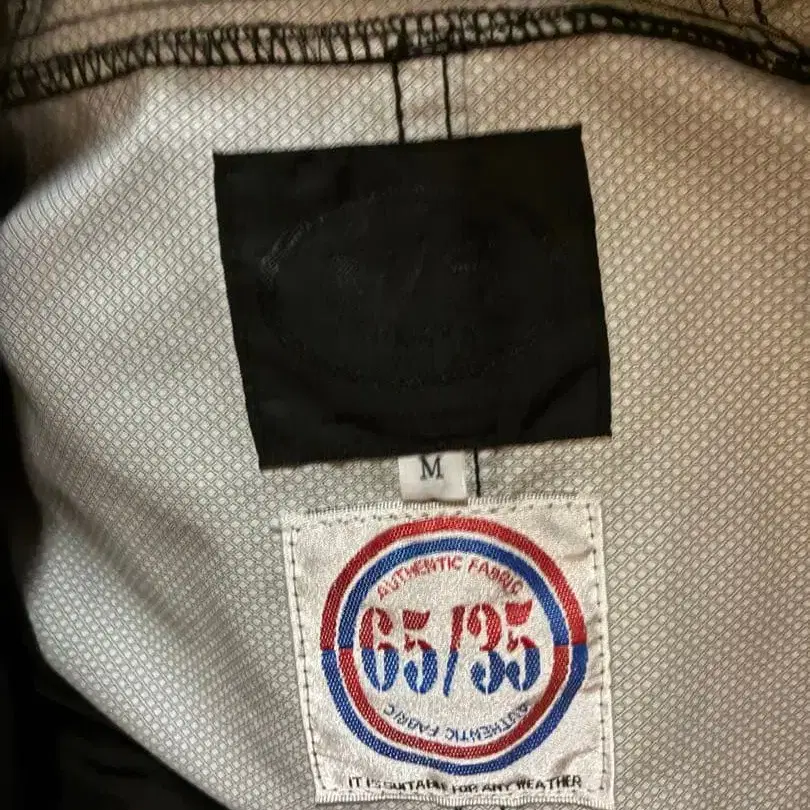 M
AUTHENTIC FABRIC
65/35
AUTHENTIC FABRIC
IT IS SUITABLE FOR ANY WEATHER